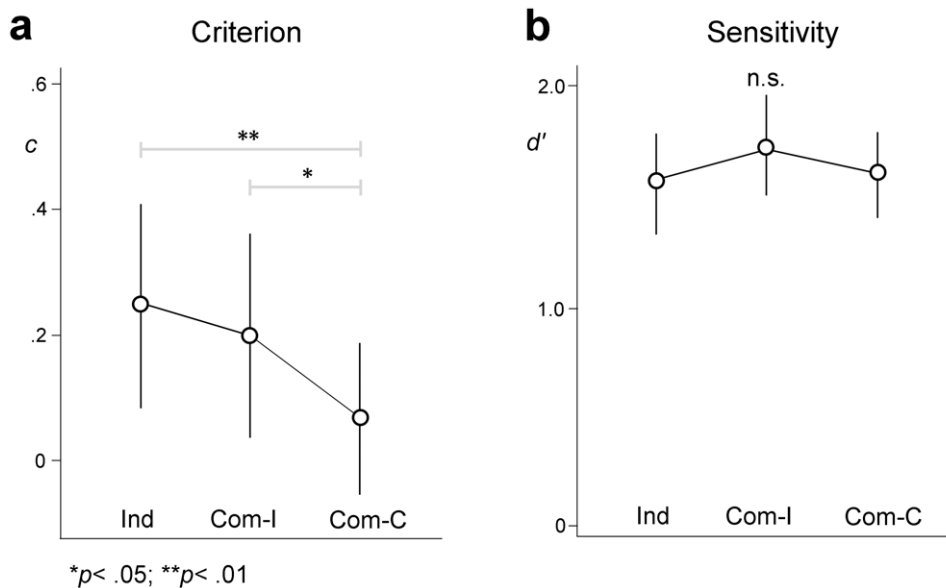 a
Criterion
.6
c
**
*
.4
.2
0
Ind Com-I Com-C
*p< .05; **p< .01
b
Sensitivity
2.0
n.s.
d'
1.0
0
Ind Com-I Com-C